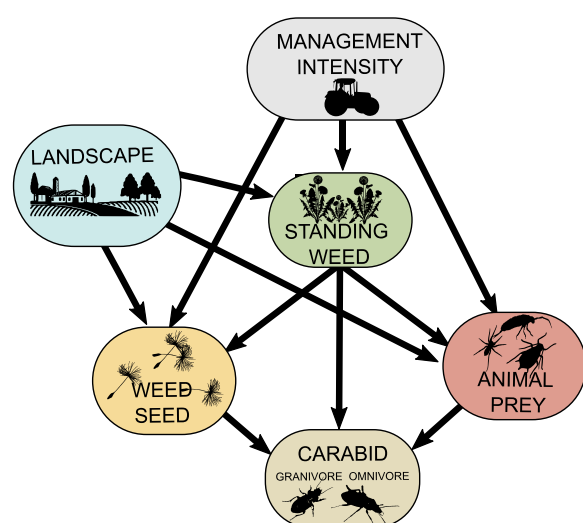 MANAGEMENT
INTENSITY
LANDSCAPE
STANDING
WEED
WEED
SEED
ANIMAL
PREY
CARABID
GRANIVORE OMNIVORE